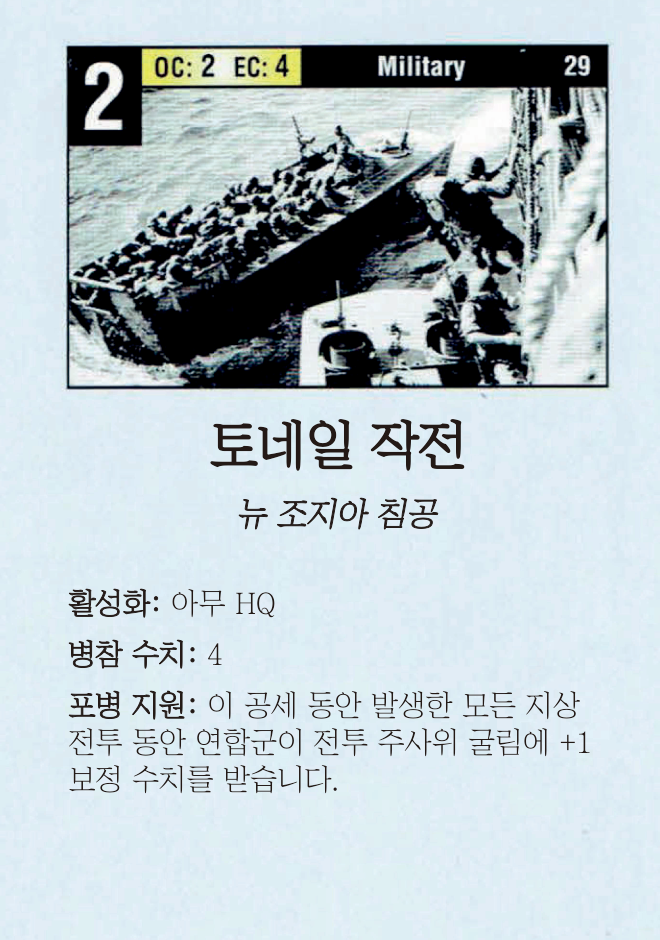 2 OC: 2 EC: 4 Military 29
토네일 작전
뉴 조지아 침공
활성화: 아무 HQ
병참 수치: 4
포병 지원: 이 공세 동안 발생한 모든 지상
전투 동안 연합군이 전투 주사위 굴림에 +1
보정 수치를 받습니다.